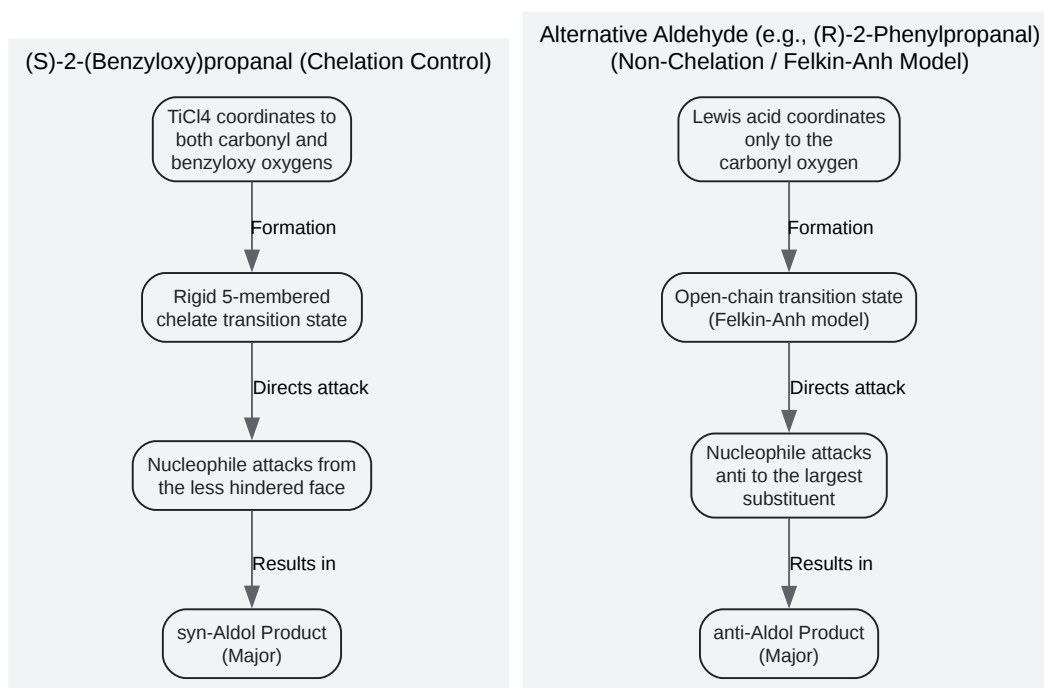 (S)-2-(Benzyloxy)propanal (Chelation Control)
TiCl4 coordinates to
both carbonyl and
benzyloxy oxygens
Formation
Rigid 5-membered
chelate transition state
Directs attack
Nucleophile attacks from
the less hindered face
Results in
syn-Aldol Product
(Major)
Alternative Aldehyde (e.g., (R)-2-Phenylpropanal)
(Non-Chelation / Felkin-Anh Model)
Lewis acid coordinates
only to the
carbonyl oxygen
Formation
Open-chain transition state
(Felkin-Anh model)
Directs attack
Nucleophile attacks
anti to the largest
substituent
Results in
anti-Aldol Product
(Major)